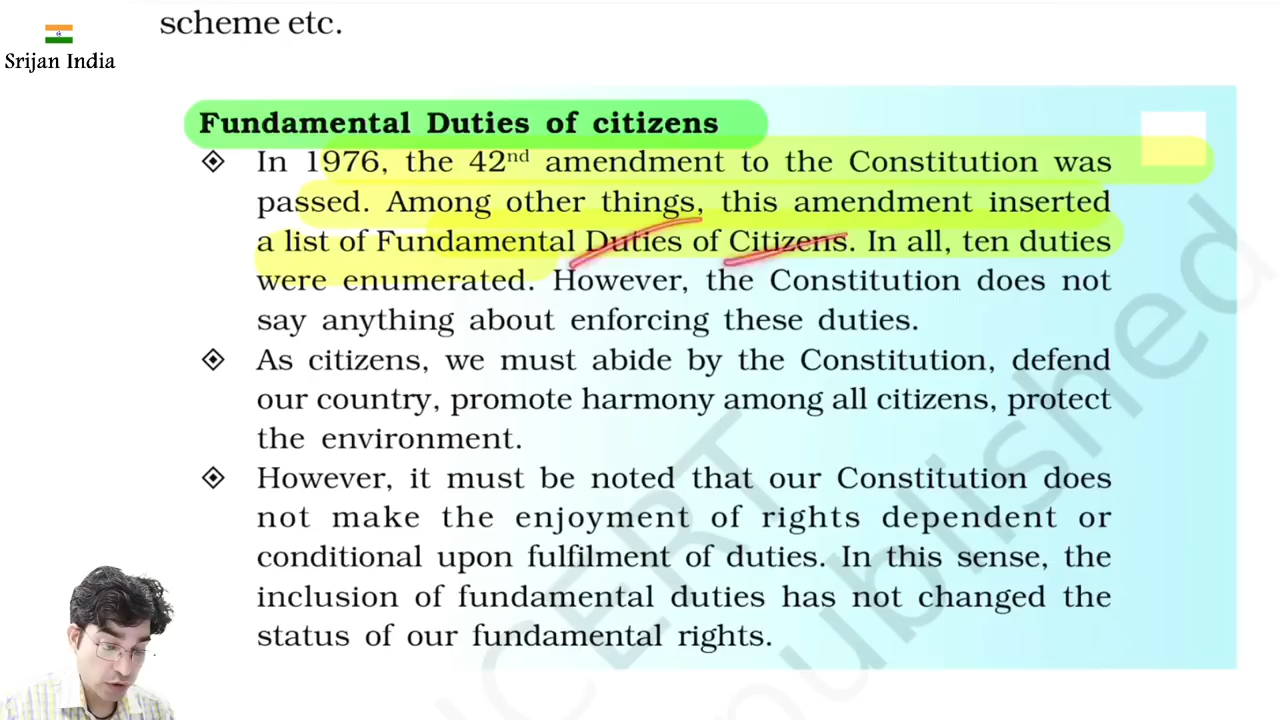 scheme etc.
Srijan India
Fundamental Duties of citizens
In 1976, the 42nd amendment to the Constitution was
passed. Among other things, this amendment inserted
a list of Fundamental Duties of Citizens. In all, ten duties
were enumerated. However, the Constitution does not
say anything about enforcing these duties.
As citizens, we must abide by the Constitution, defend
our country, promote harmony among all citizens, protect
the environment.
However, it must be noted that our Constitution does
not make the enjoyment of rights dependent or
conditional upon fulfilment of duties. In this sense, the
inclusion of fundamental duties has not changed the
status of our fundamental rights.
NCERT
published